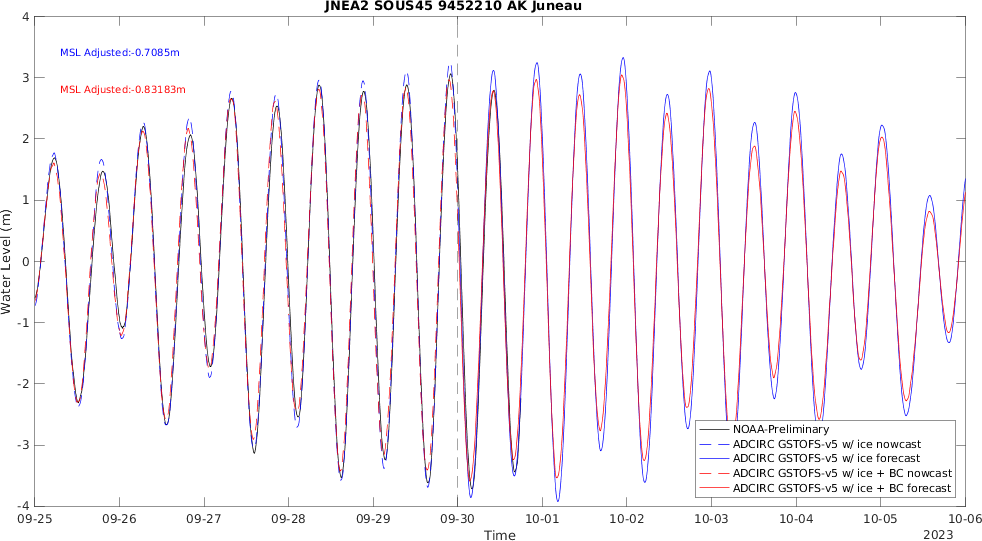 JNEA2 SOUS45 9452210 AK Juneau
MSL Adjusted:-0.7085m
MSL Adjusted:-0.83183m
Water Level (m)
4
3
2
1
0
-1
-2
-3
-4
NOAA-Preliminary
ADCIRC GSTOFS-v5 w/ ice nowcast
ADCIRC GSTOFS-v5 w/ ice forecast
ADCIRC GSTOFS-v5 w/ ice + BC nowcast
ADCIRC GSTOFS-v5 w/ ice + BC forecast
09-25 09-26 09-27 09-28 09-29 09-30 10-01 10-02 10-03 10-04 10-05 10-06
Time
2023